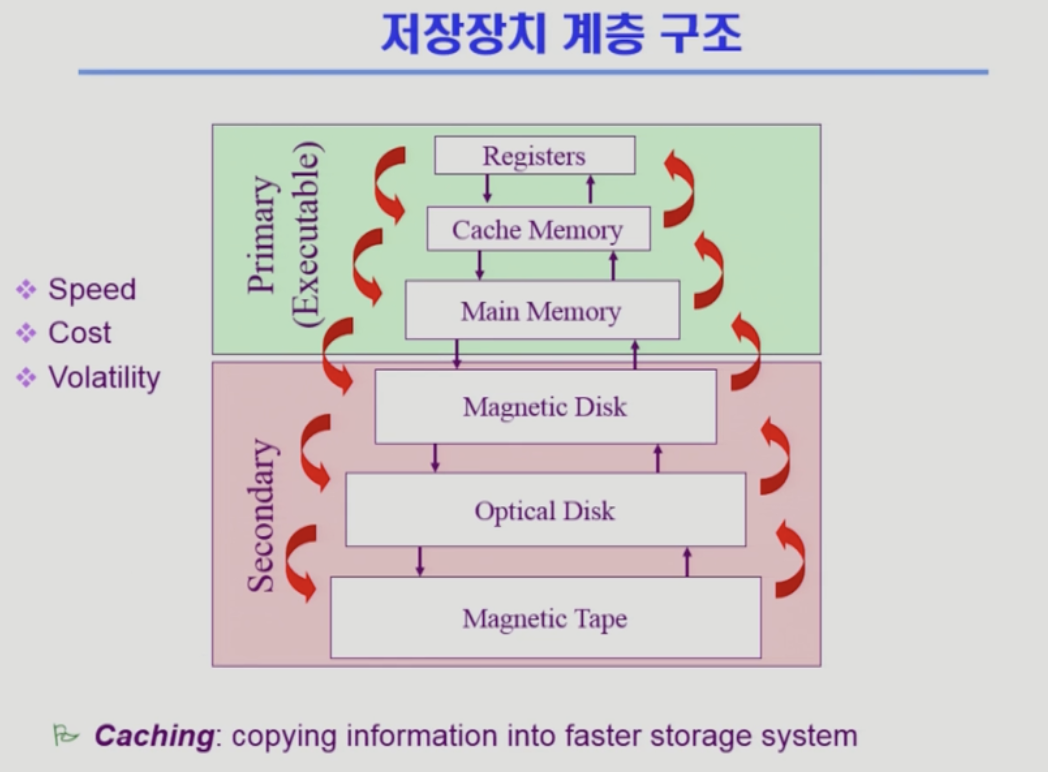 저장장치 계층 구조
Primary
(Executable)
Registers
Cache Memory
Main Memory
Speed
Cost
Volatility
Secondary
Magnetic Disk
Optical Disk
Magnetic Tape
Caching: copying information into faster storage system